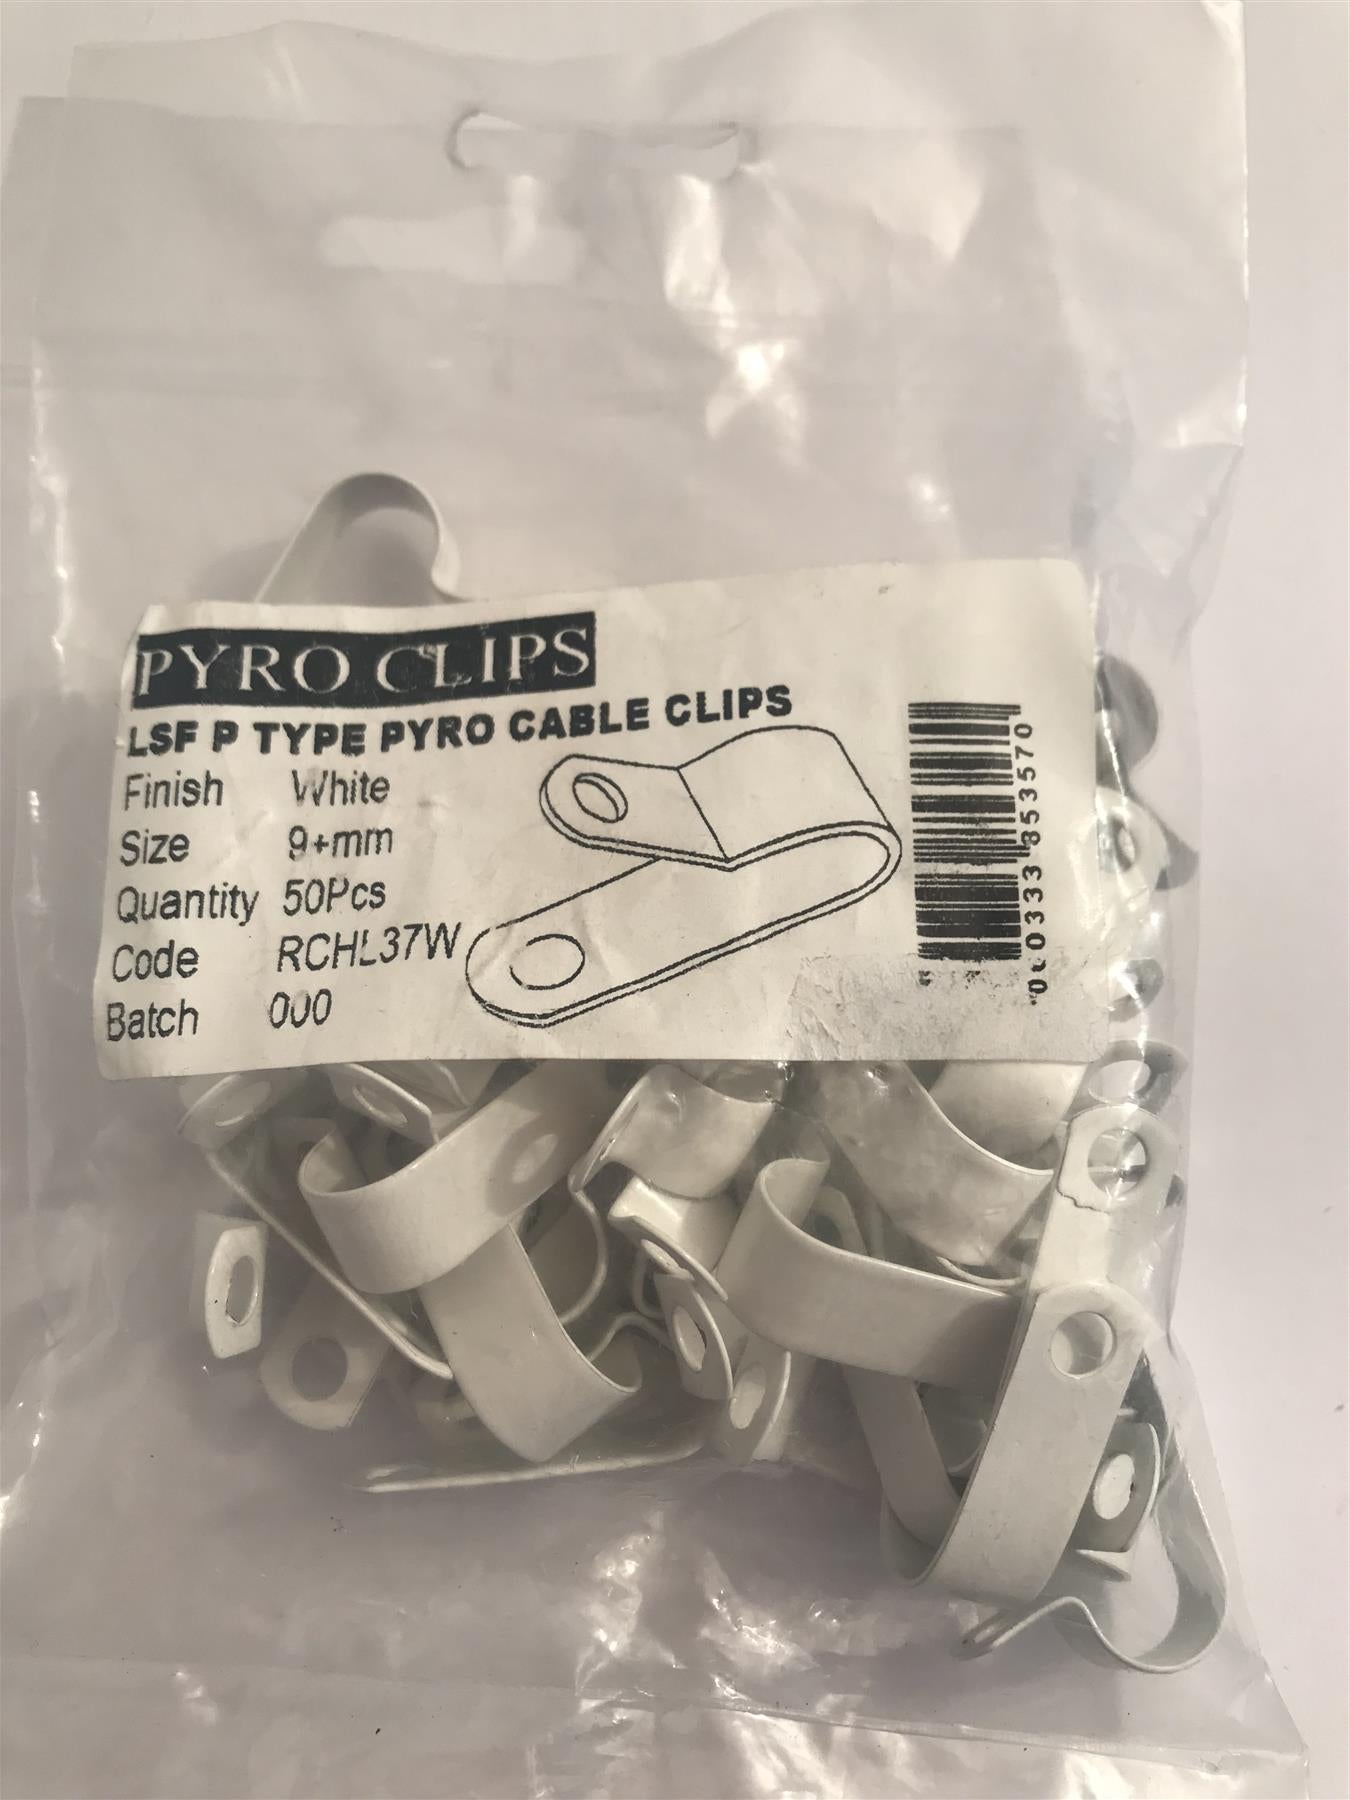 PYRO CLIPS
LSF P TYPE PYRO CABLE CLIPS
Finish White
Size 9+mm
Quantity 50Pcs
Code RCHL37W
Batch 000